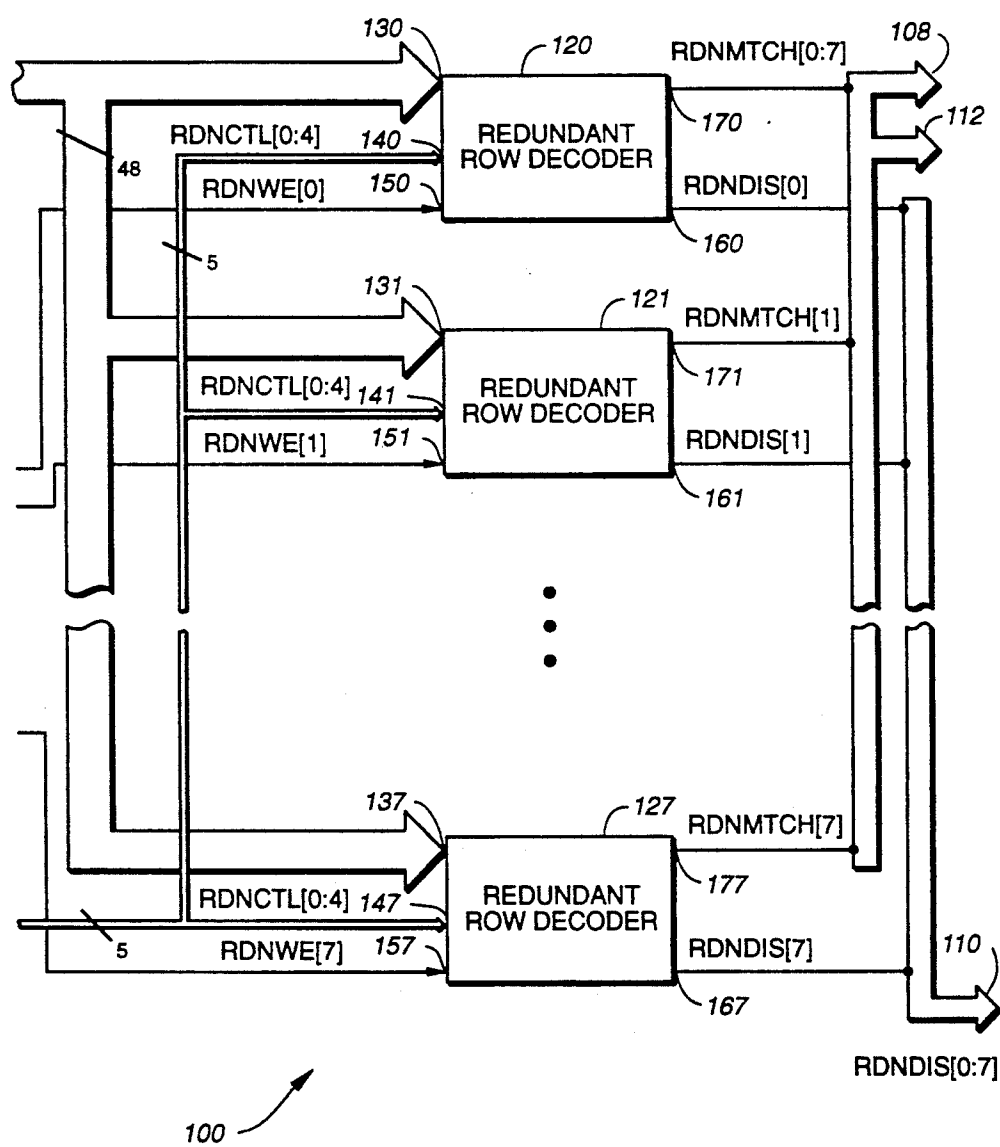 130
120
RDNMTCH[0:7]
108
RDNCTL[0:4]
140
REDUNDANT
ROW DECODER
170
112
48
RDNWE[0]
150
RDNDIS[0]
5
160
131
121
RDNMTCH[1]
RDNCTL[0:4]
141
REDUNDANT
ROW DECODER
171
RDNWE[1]
151
RDNDIS[1]
161
137
127
RDNMTCH[7]
RDNCTL[0:4]
147
REDUNDANT
ROW DECODER
177
5
RDNWE[7]
157
RDNDIS[7]
110
167
RDNDIS[0:7]
100